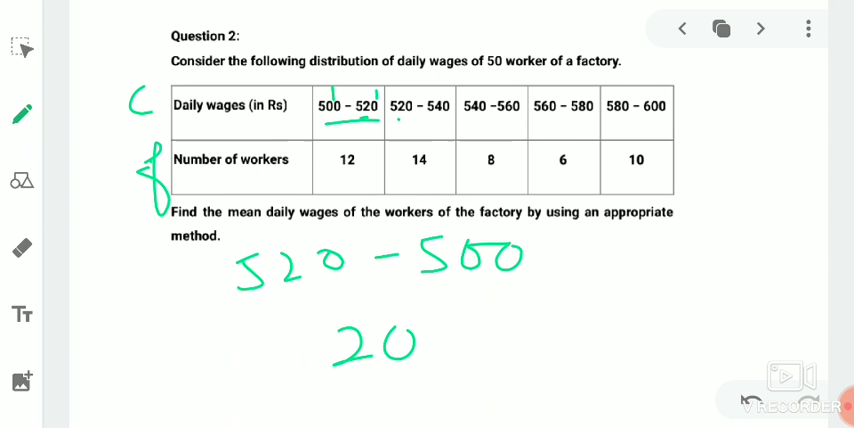 Question 2:
Consider the following distribution of daily wages of 50 worker of a factory.
C
Daily wages (in Rs) 500 - 520 520 - 540 540 -560 560 - 580 580 - 600
f
Number of workers 12 14 8 6 10
Find the mean daily wages of the workers of the factory by using an appropriate
method.
520 - 500
20
TT
V RECORDER